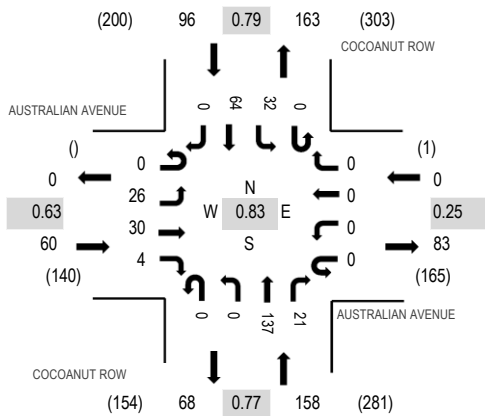 (200) 96 0.79 163 (303)
COCOANUT ROW
AUSTRALIAN AVENUE
0 64 32 0
() 0 0 (1)
0 0 0
26 N
0.63 30 W 0.83 E 0 0.25
60 S 83
4 0
(140) (165)
0 0 137 21
AUSTRALIAN AVENUE
COCOANUT ROW
(154) 68 0.77 158 (281)